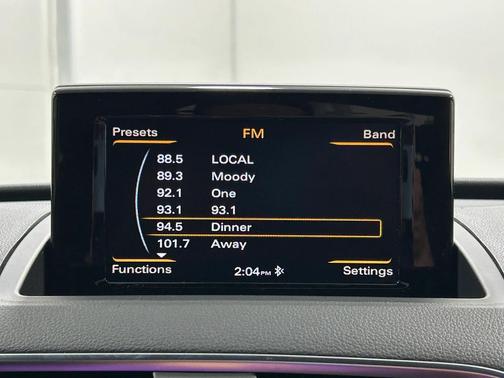 Presets FM Band
88.5 LOCAL
89.3 Moody
92.1 One
93.1 93.1
94.5 Dinner
101.7 Away
Functions 2:04PM Settings